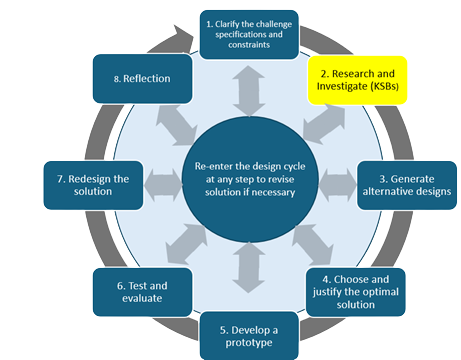 1. Clarify the challenge
specifications and
constraints
2. Research and
Investigate (KSBs)
3. Generate
alternative designs
4. Choose and
justify the optimal
solution
5. Develop a
prototype
6. Test and
evaluate
7. Redesign the
solution
8. Reflection
Re-enter the design cycle
at any step to revise
solution if necessary